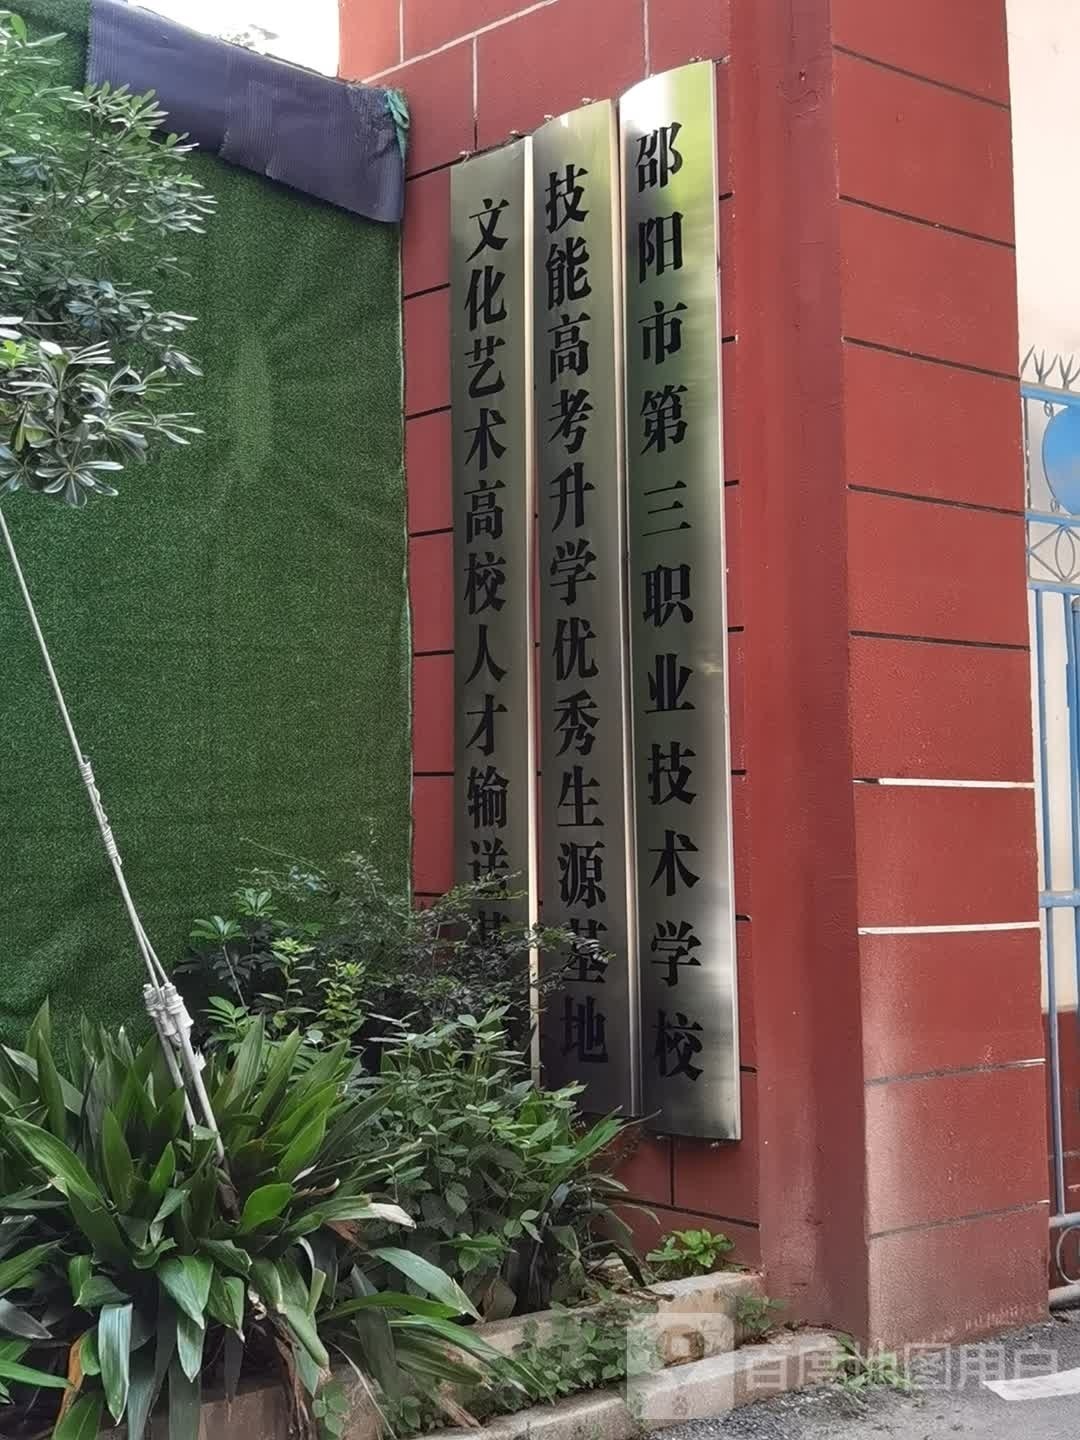 邵阳市第三职业技术学校
技能高考升学优秀生源基地
文化艺术高校人才输送基
百度地图用户